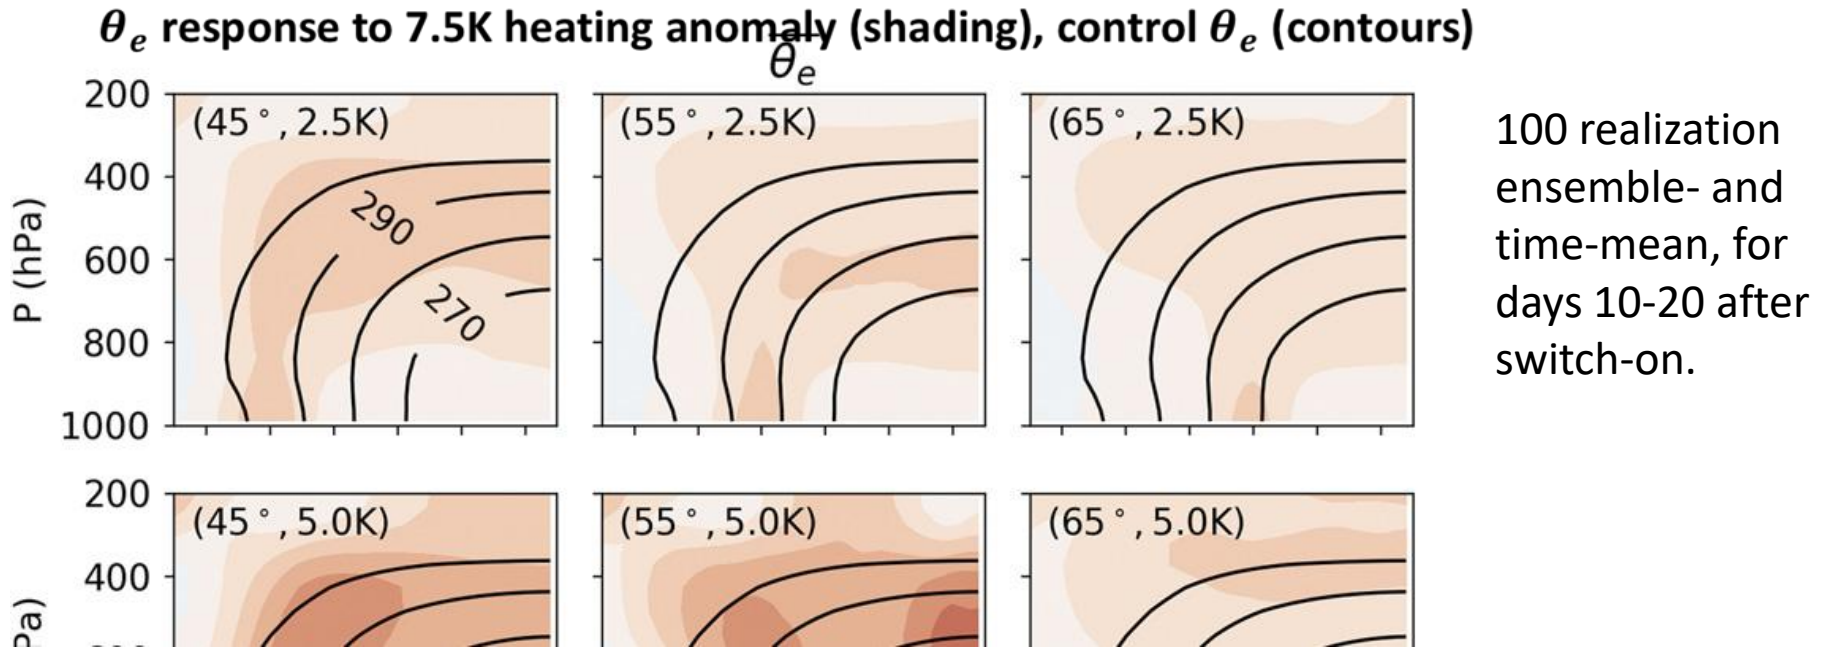 θₑ response to 7.5K heating anomaly (shading), control θₑ (contours)
θ̅ₑ
200
(45°, 2.5K)
(55°, 2.5K)
(65°, 2.5K)
400
600
800
1000
P (hPa)
290
270
100 realization
ensemble- and
time-mean, for
days 10-20 after
switch-on.
200
(45°, 5.0K)
(55°, 5.0K)
(65°, 5.0K)
400
Pa)